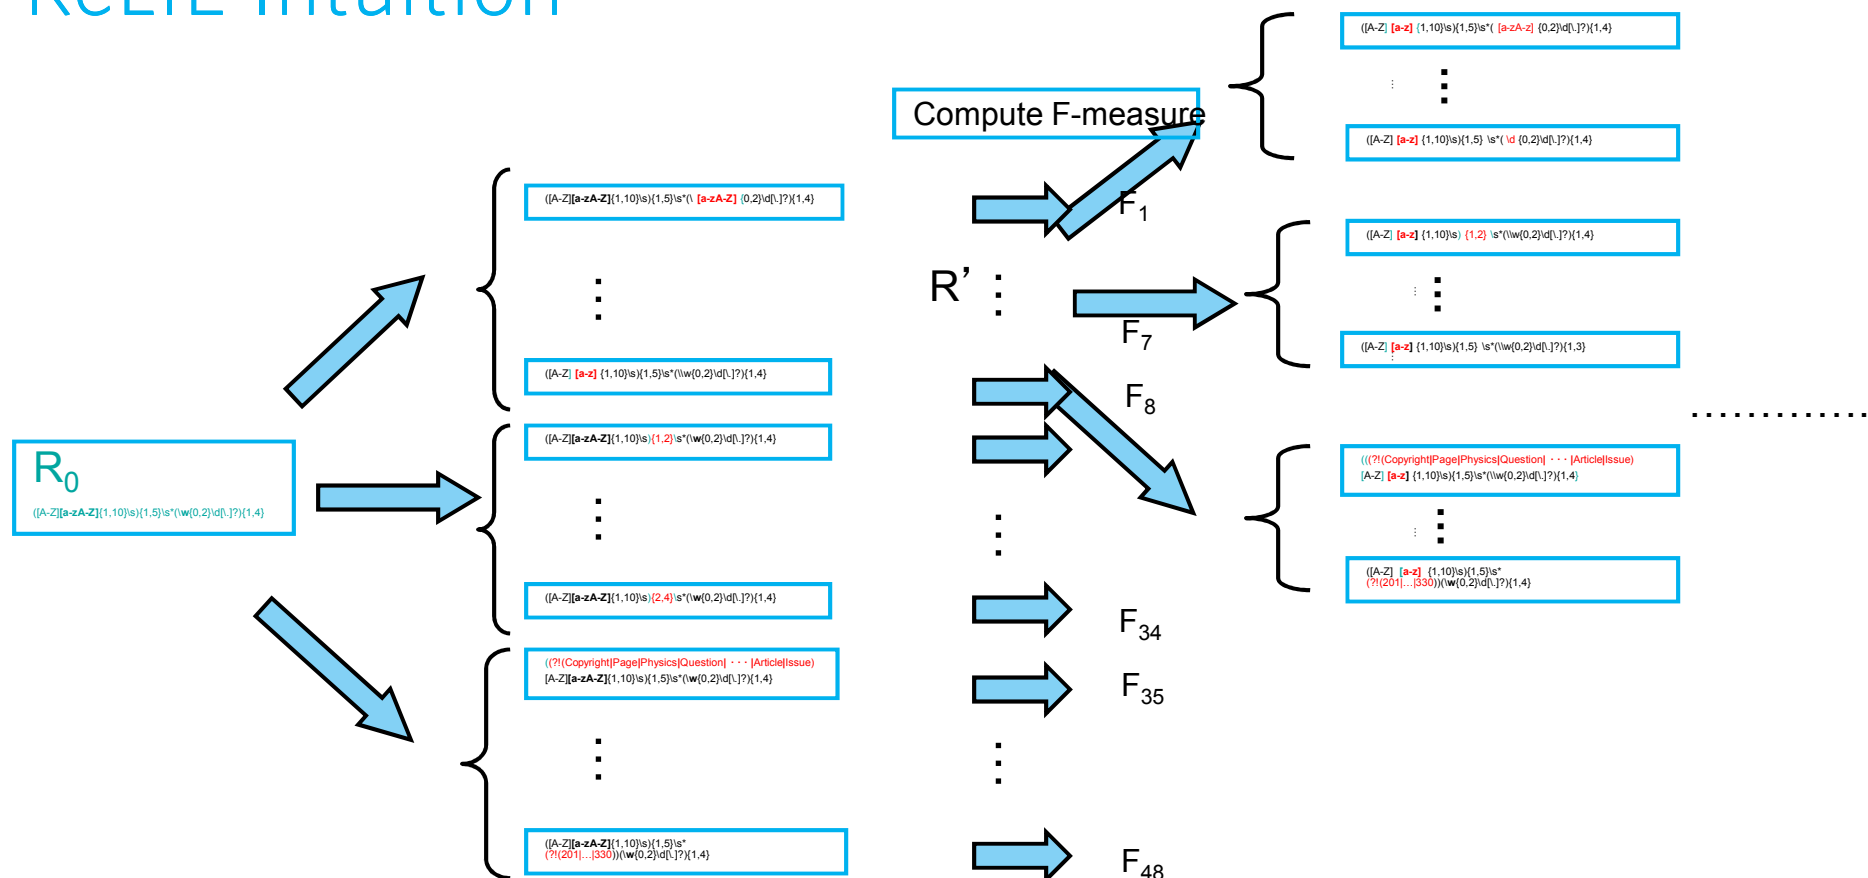 ReLIE Intuition
R0
([A-Z][a-zA-Z]{1,10}\s){1,5}\s*(\w{0,2}\d[\.]?){1,4}
([A-Z][a-zA-Z]{1,10}\s){1,5}\s*(\ [a-zA-Z] {0,2}\d[\.]?){1,4}
([A-Z] [a-z] {1,10}\s){1,5}\s*(\\w{0,2}\d[\.]?){1,4}
([A-Z][a-zA-Z]{1,10}\s){1,2}\s*(\w{0,2}\d[\.]?){1,4}
([A-Z][a-zA-Z]{1,10}\s){2,4}\s*(\w{0,2}\d[\.]?){1,4}
((?!(Copyright|Page|Physics|Question| · · · |Article|Issue)
[A-Z][a-zA-Z]{1,10}\s){1,5}\s*(\w{0,2}\d[\.]?){1,4}
([A-Z][a-zA-Z]{1,10}\s){1,5}\s*
(?!(201|...|330))(\w{0,2}\d[\.]?){1,4}
Compute F-measure
R'
F1
F7
F8
F34
F35
F48
([A-Z] [a-z] {1,10}\s){1,5}\s*( [a-zA-z] {0,2}\d[\.]?){1,4}
([A-Z] [a-z] {1,10}\s){1,5} \s*( \d {0,2}\d[\.]?){1,4}
([A-Z] [a-z] {1,10}\s) {1,2} \s*(\\w{0,2}\d[\.]?){1,4}
([A-Z] [a-z] {1,10}\s){1,5} \s*(\\w{0,2}\d[\.]?){1,3}
(((?!(Copyright|Page|Physics|Question| · · · |Article|Issue)
[A-Z] [a-z] {1,10}\s){1,5}\s*(\\w{0,2}\d[\.]?){1,4}
([A-Z] [a-z] {1,10}\s){1,5}\s*
(?!(201|...|330))(\w{0,2}\d[\.]?){1,4}
.............